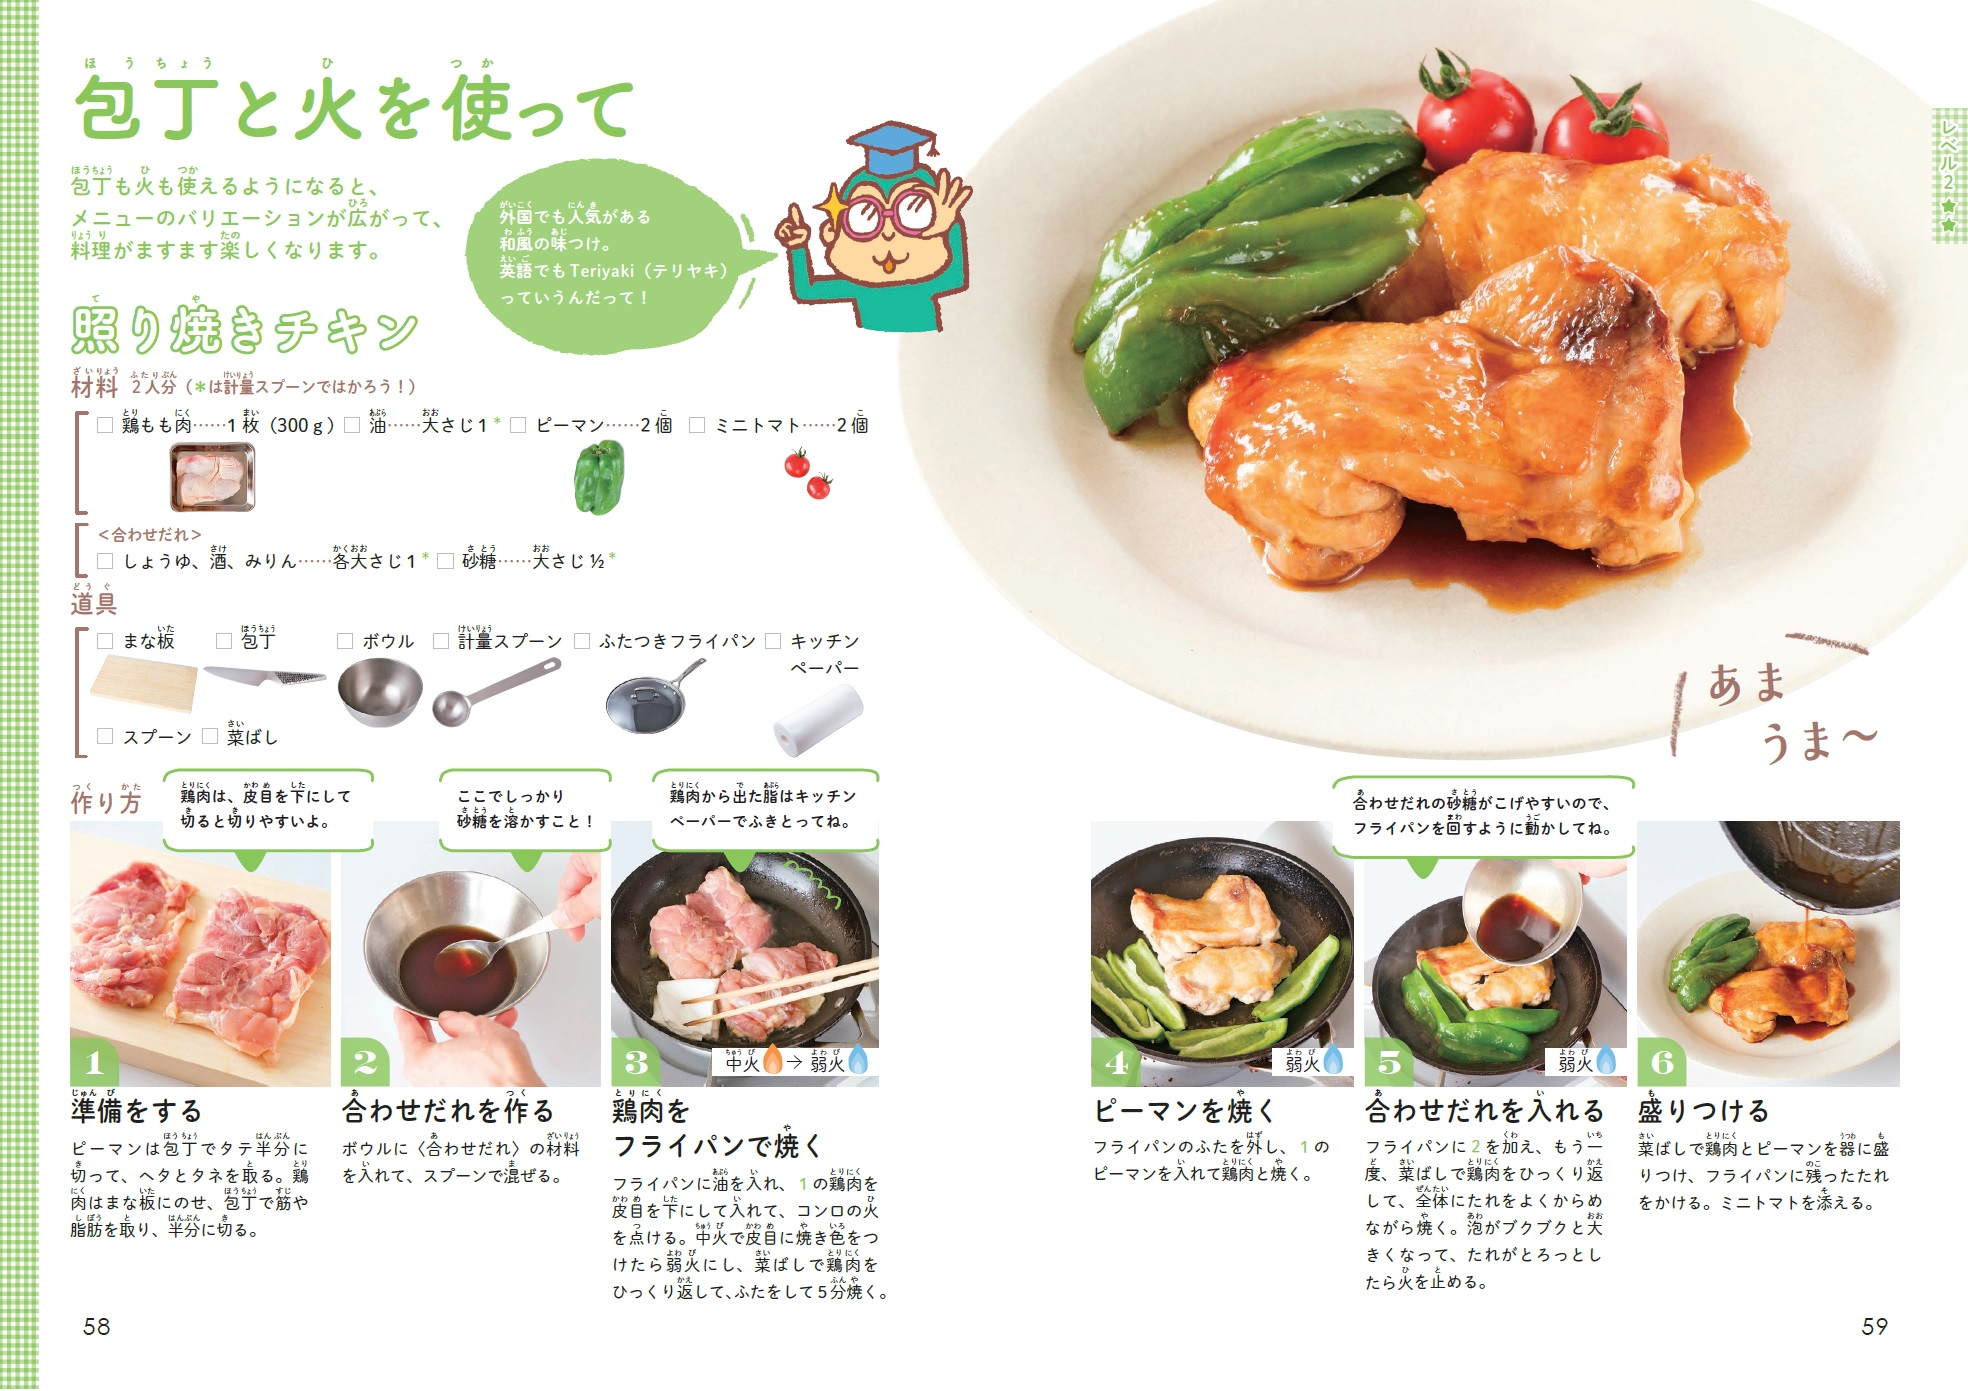 包丁と火を使って
包丁も火も使えるようになると、
メニューのバリエーションが広がって、
料理がますます楽しくなります。
外国でも人気がある
和風の味つけ。
英語でもTeriyaki（テリヤキ）
っていうんだって！
照り焼きチキン
材料 2人分（*は計量スプーンではかろう！）
□ 鶏もも肉……1枚（300g） □ 油……大さじ1* □ ピーマン……2個 □ ミニトマト……2個
＜合わせだれ＞
□ しょうゆ、酒、みりん……各大さじ1* □ 砂糖……大さじ½*
道具
□ まな板 □ 包丁 □ ボウル □ 計量スプーン □ ふたつきフライパン □ キッチン
ペーパー
□ スプーン □ 菜ばし
作り方
鶏肉は、皮目を下にして
切ると切りやすいよ。
1
準備をする
ピーマンは包丁でタテ半分に
切って、ヘタとタネを取る。鶏
肉はまな板にのせ、包丁で筋や
脂肪を取り、半分に切る。
ここでしっかり
砂糖を溶かすこと！
2
合わせだれを作る
ボウルに〈合わせだれ〉の材料
を入れて、スプーンで混ぜる。
鶏肉から出た脂はキッチン
ペーパーでふきとってね。
3
中火→弱火
鶏肉を
フライパンで焼く
フライパンに油を入れ、1の鶏肉を
皮目を下にして入れて、コンロの火
を点ける。中火で皮目に焼き色をつ
けたら弱火にし、菜ばしで鶏肉を
ひっくり返して、ふたをして5分焼く。
58
レベル2★★
あま
うま〜
4
弱火
ピーマンを焼く
フライパンのふたを外し、1の
ピーマンを入れて鶏肉と焼く。
合わせだれの砂糖がこげやすいので、
フライパンを回すように動かしてね。
5
弱火
合わせだれを入れる
フライパンに2を加え、もう一
度、菜ばしで鶏肉をひっくり返
して、全体にたれをよくからめ
ながら焼く。泡がブクブクと大
きくなって、たれがとろっとし
たら火を止める。
6
盛りつける
菜ばしで鶏肉とピーマンを器に盛
りつけ、フライパンに残ったたれ
をかける。ミニトマトを添える。
59